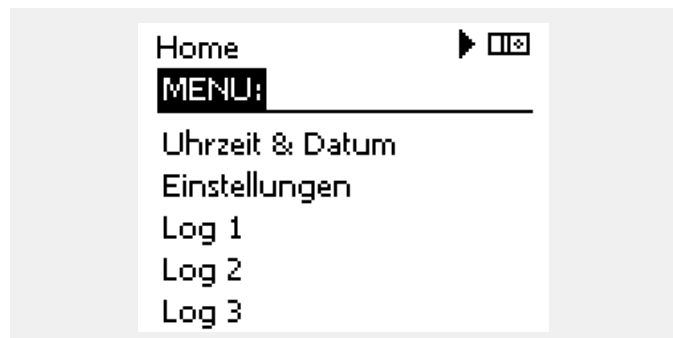 Home
MENU:
Uhrzeit & Datum
Einstellungen
Log 1
Log 2
Log 3